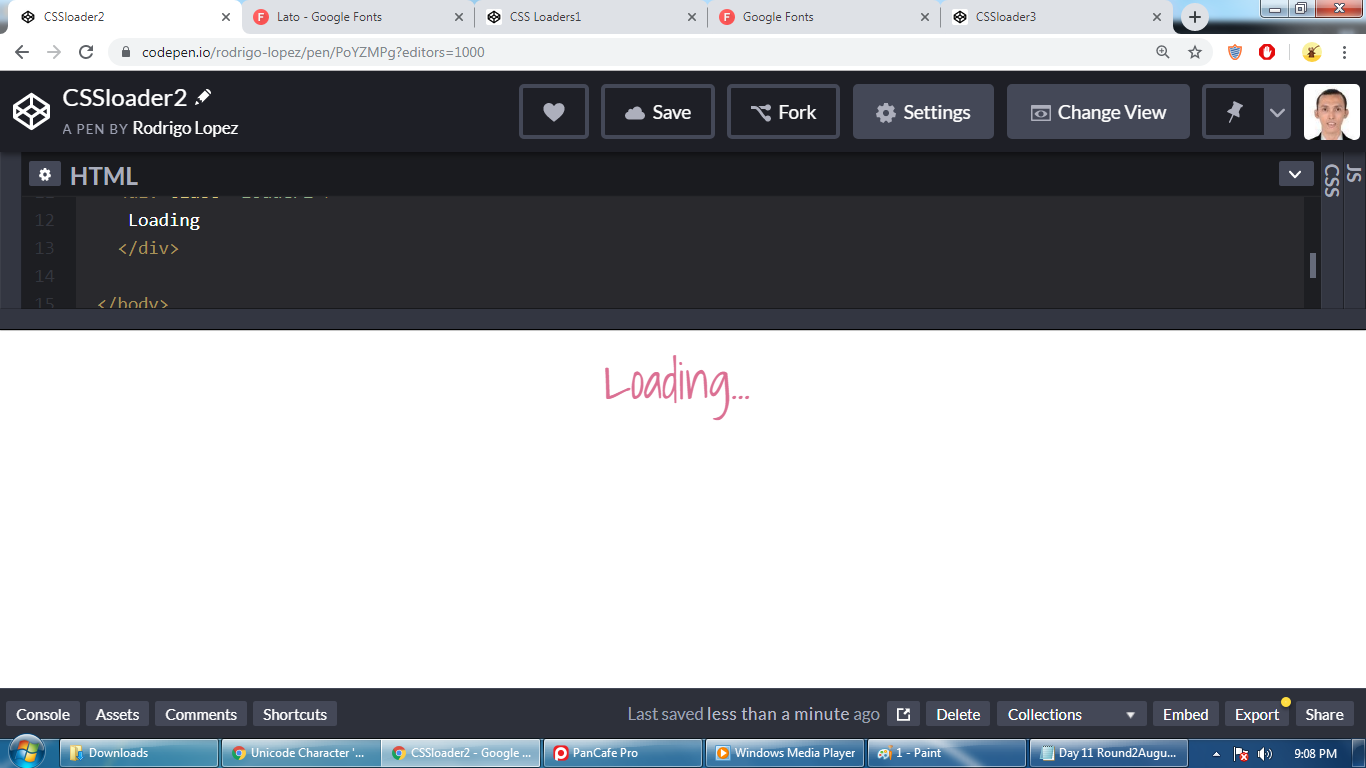 CSSloader2
Lato - Google Fonts
CSS Loaders1
Google Fonts
CSSloader3
codepen.io/rodrigo-lopez/pen/PoYZMPg?editors=1000
CSSloader2
A PEN BY Rodrigo Lopez
Save
Fork
Settings
Change View
HTML
CSS
JS
12 Loading
13 </div>
14
15 </body>
Loading...
Console
Assets
Comments
Shortcuts
Last saved less than a minute ago
Delete
Collections
Embed
Export
Share
Downloads
Unicode Character '...
CSSloader2 - Google ...
PanCafe Pro
Windows Media Player
1 - Paint
Day 11 Round2Augu...
9:08 PM